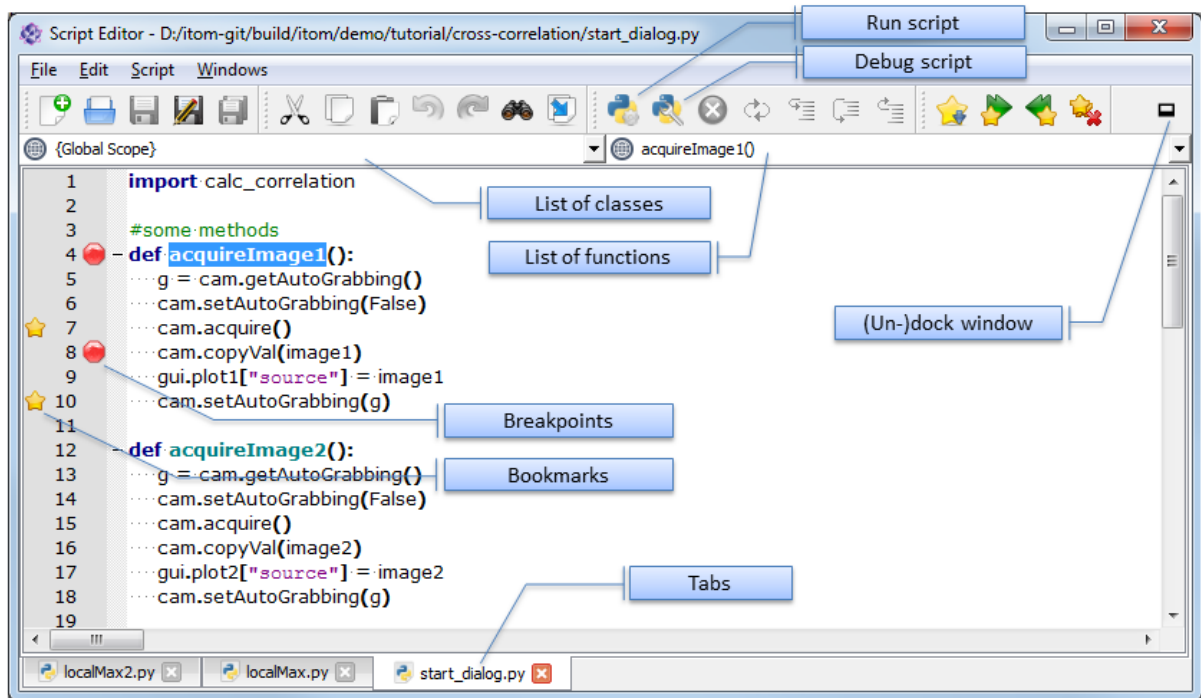 Run script
Script Editor - D:/itom-git/build/itom/demo/tutorial/cross-correlation/start_dialog.py
Debug script
File Edit Script Windows
{Global Scope} acquireImage1()
1 import calc_correlation
2
List of classes
3 #some methods
4 def acquireImage1():
List of functions
5 g = cam.getAutoGrabbing()
6 cam.setAutoGrabbing(False)
(Un-)dock window
7 cam.acquire()
8 cam.copyVal(image1)
9 gui.plot1["source"] = image1
10 cam.setAutoGrabbing(g)
Breakpoints
11
12 def acquireImage2():
13 g = cam.getAutoGrabbing()
Bookmarks
14 cam.setAutoGrabbing(False)
15 cam.acquire()
16 cam.copyVal(image2)
17 gui.plot2["source"] = image2
Tabs
18 cam.setAutoGrabbing(g)
19
localMax2.py localMax.py start_dialog.py